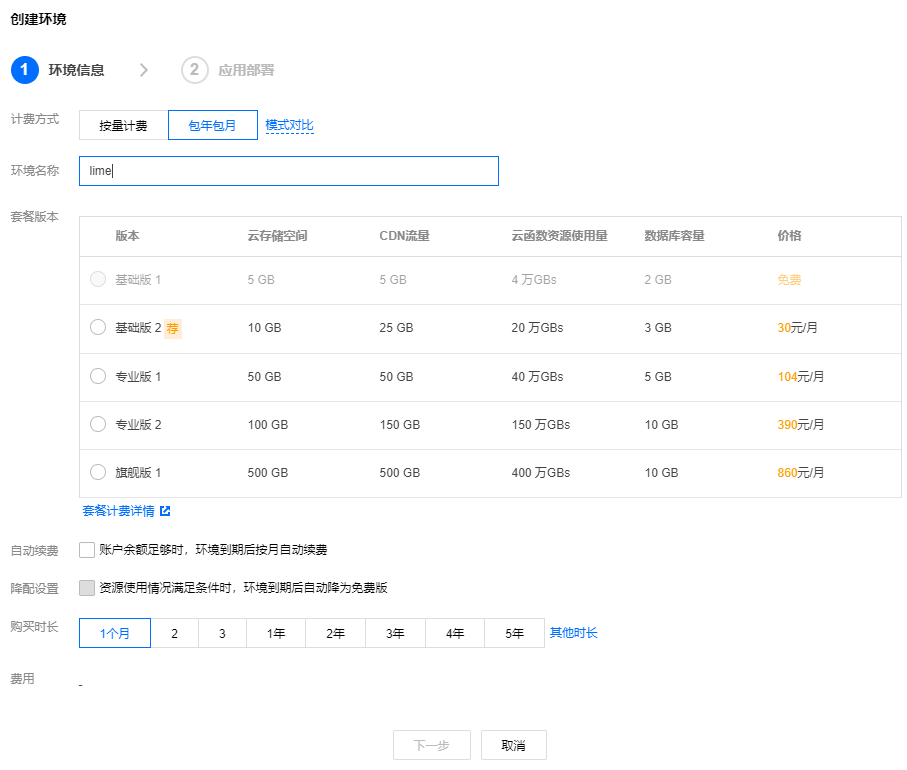 创建环境
1 环境信息 2 应用部署
计费方式 按量计费 包年包月 模式对比
环境名称 lime
套餐版本
版本 云存储空间 CDN流量 云函数资源使用量 数据库容量 价格
基础版 1 5 GB 5 GB 4 万GBs 2 GB 免费
基础版 2 荐 10 GB 25 GB 20 万GBs 3 GB 30元/月
专业版 1 50 GB 50 GB 40 万GBs 5 GB 104元/月
专业版 2 100 GB 150 GB 150 万GBs 10 GB 390元/月
旗舰版 1 500 GB 500 GB 400 万GBs 10 GB 860元/月
套餐计费详情
自动续费 账户余额足够时，环境到期后按月自动续费
降配设置 资源使用情况满足条件时，环境到期后自动降为免费版
购买时长 1个月 2 3 1年 2年 3年 4年 5年 其他时长
费用 -
下一步 取消